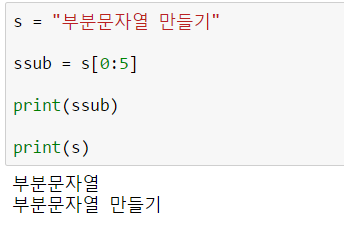 s = "부분문자열 만들기"
ssub = s[0:5]
print(ssub)
print(s)
부분문자열
부분문자열 만들기